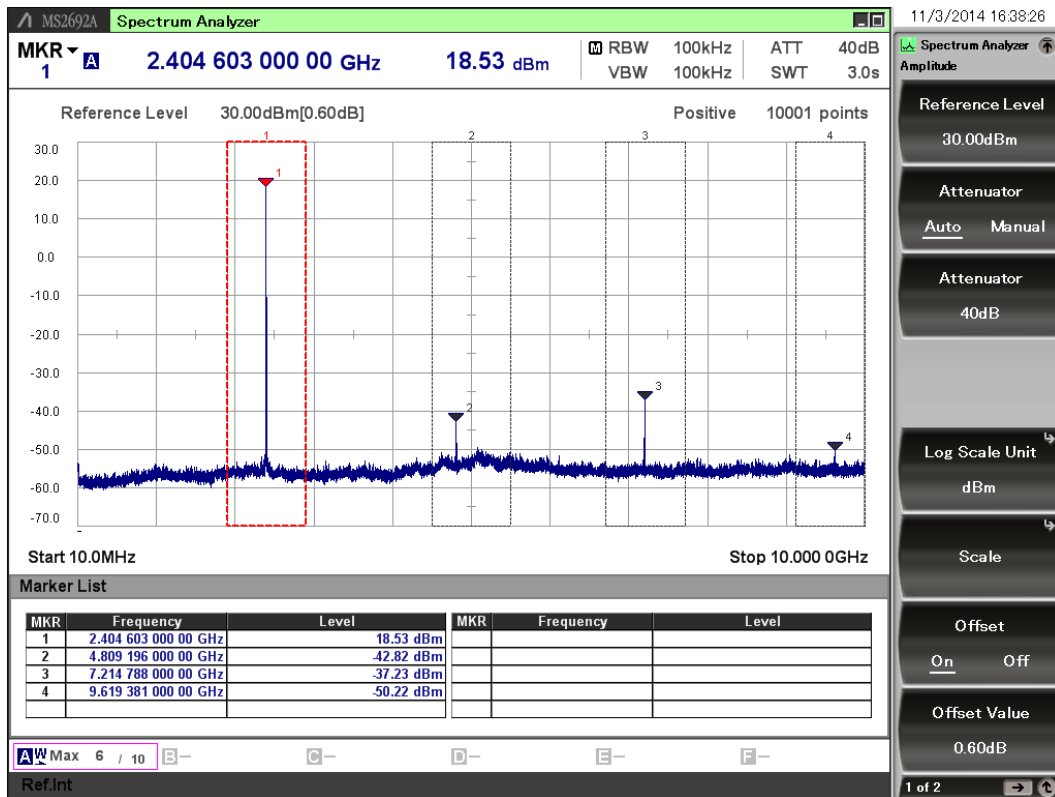 MS2692A Spectrum Analyzer
11/3/2014 16:38:26
MKR A 2.404 603 000 00 GHz 18.53 dBm M RBW 100kHz ATT 40dB
1 VBW 100kHz SWT 3.0s
Spectrum Analyzer
Amplitude
Reference Level 30.00dBm[0.60dB] Positive 10001 points
1 2 3 4
30.0
20.0
10.0
0.0
-10.0
-20.0
-30.0
-40.0
-50.0
-60.0
-70.0
1
2
3
4
Start 10.0MHz Stop 10.000 0GHz
Marker List
MKR Frequency Level MKR Frequency Level
1 2.404 603 000 00 GHz 18.53 dBm
2 4.809 196 000 00 GHz -42.82 dBm
3 7.214 788 000 00 GHz -37.23 dBm
4 9.619 381 000 00 GHz -50.22 dBm
A W Max 6 / 10 B- C- D- E- F-
Ref.Int
Reference Level
30.00dBm
Attenuator
Auto Manual
Attenuator
40dB
Log Scale Unit
dBm
Scale
Offset
On Off
Offset Value
0.60dB
1 of 2